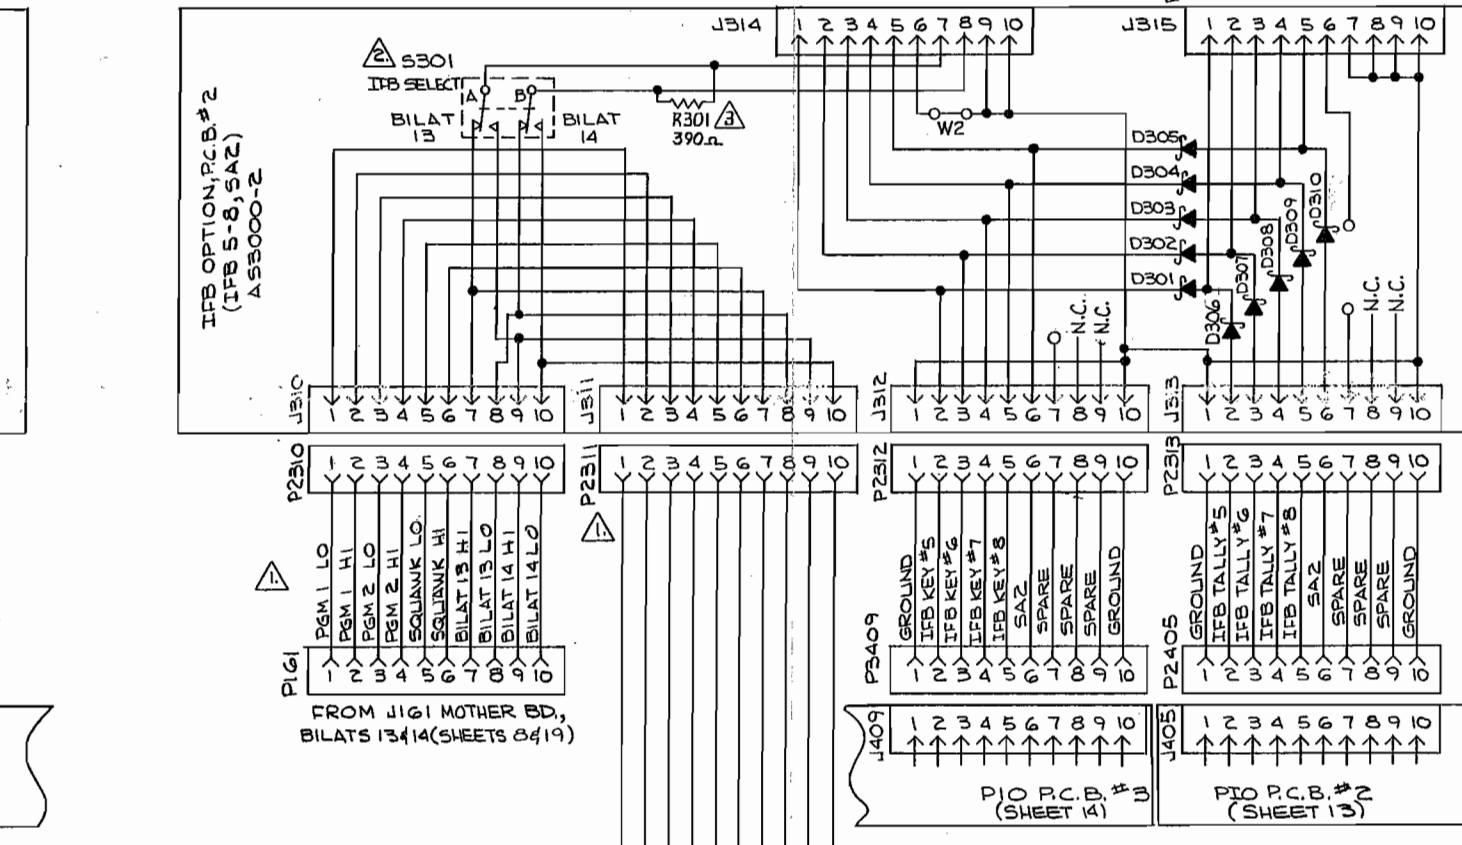 IFB OPTION, P.C.B. #2
(IFB 5-8, SA2)
AS3000-2
2. S301
IFB SELECT
A B
BILAT
13
BILAT
14
R301 3
390Ω
J314
1 2 3 4 5 6 7 8 9 10
J315
1 2 3 4 5 6 7 8 9 10
W2
D305
D304
D303
D302
D301
D306
D307
D308
D309
D310
N.C.
N.C.
N.C.
N.C.
J310
1 2 3 4 5 6 7 8 9 10
J311
1 2 3 4 5 6 7 8 9 10
J312
1 2 3 4 5 6 7 8 9 10
J313
1 2 3 4 5 6 7 8 9 10
P2310
1 2 3 4 5 6 7 8 9 10
P2311
1 2 3 4 5 6 7 8 9 10
P2312
1 2 3 4 5 6 7 8 9 10
P2313
1 2 3 4 5 6 7 8 9 10
1.
1.
PGM 1 LO
PGM 1 HI
PGM 2 LO
PGM 2 HI
SQUAWK LO
SQUAWK HI
BILAT 13 HI
BILAT 13 LO
BILAT 14 HI
BILAT 14 LO
GROUND
IFB KEY #5
IFB KEY #6
IFB KEY #7
IFB KEY #8
SA2
SPARE
SPARE
SPARE
GROUND
GROUND
IFB TALLY #5
IFB TALLY #6
IFB TALLY #7
IFB TALLY #8
SA2
SPARE
SPARE
SPARE
GROUND
P161
1 2 3 4 5 6 7 8 9 10
P3409
1 2 3 4 5 6 7 8 9 10
P2405
1 2 3 4 5 6 7 8 9 10
FROM J161 MOTHER BD.,
BILATS 13&14 (SHEETS 8&19)
J409
1 2 3 4 5 6 7 8 9 10
J405
1 2 3 4 5 6 7 8 9 10
PIO P.C.B. #3
(SHEET 14)
PIO P.C.B. #2
(SHEET 13)